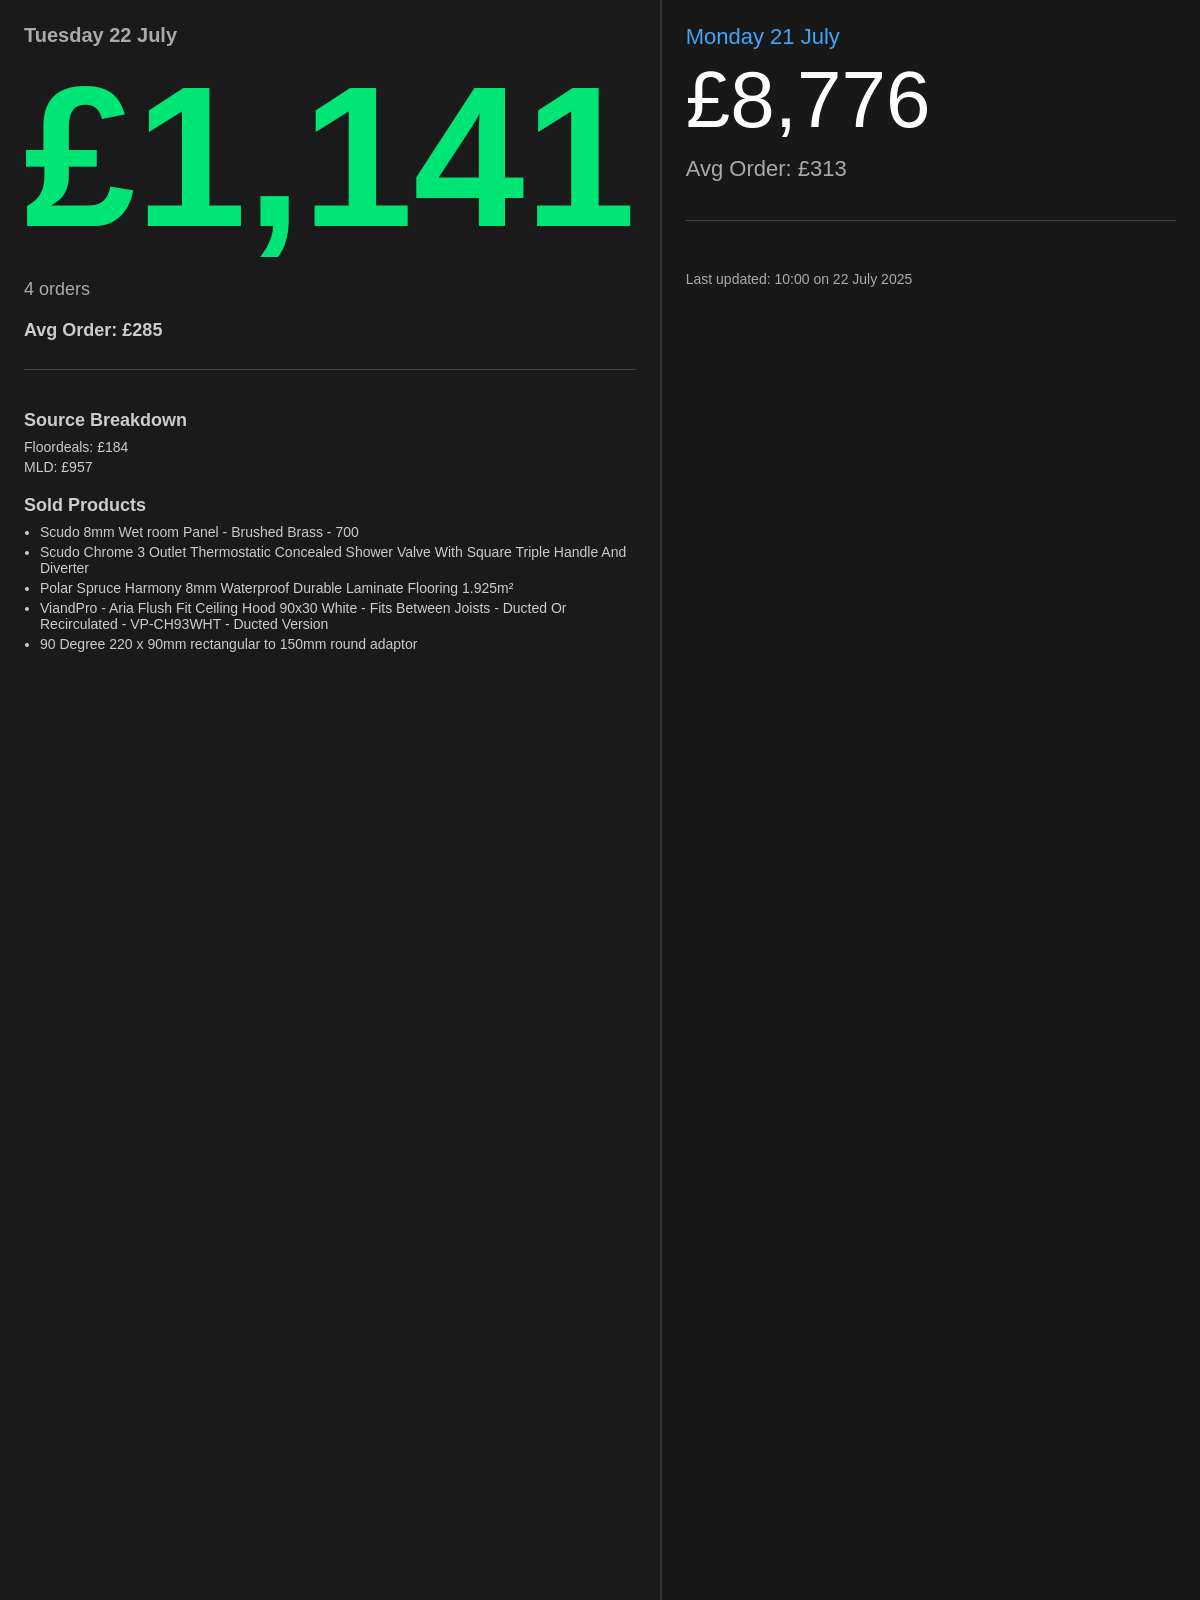 Tuesday 22 July
£1,141
4 orders
Avg Order: £285
Source Breakdown
Floordeals: £184
MLD: £957
Sold Products
• Scudo 8mm Wet room Panel - Brushed Brass - 700
• Scudo Chrome 3 Outlet Thermostatic Concealed Shower Valve With Square Triple Handle And
Diverter
• Polar Spruce Harmony 8mm Waterproof Durable Laminate Flooring 1.925m²
• ViandPro - Aria Flush Fit Ceiling Hood 90x30 White - Fits Between Joists - Ducted Or
Recirculated - VP-CH93WHT - Ducted Version
• 90 Degree 220 x 90mm rectangular to 150mm round adaptor
Monday 21 July
£8,776
Avg Order: £313
Last updated: 10:00 on 22 July 2025